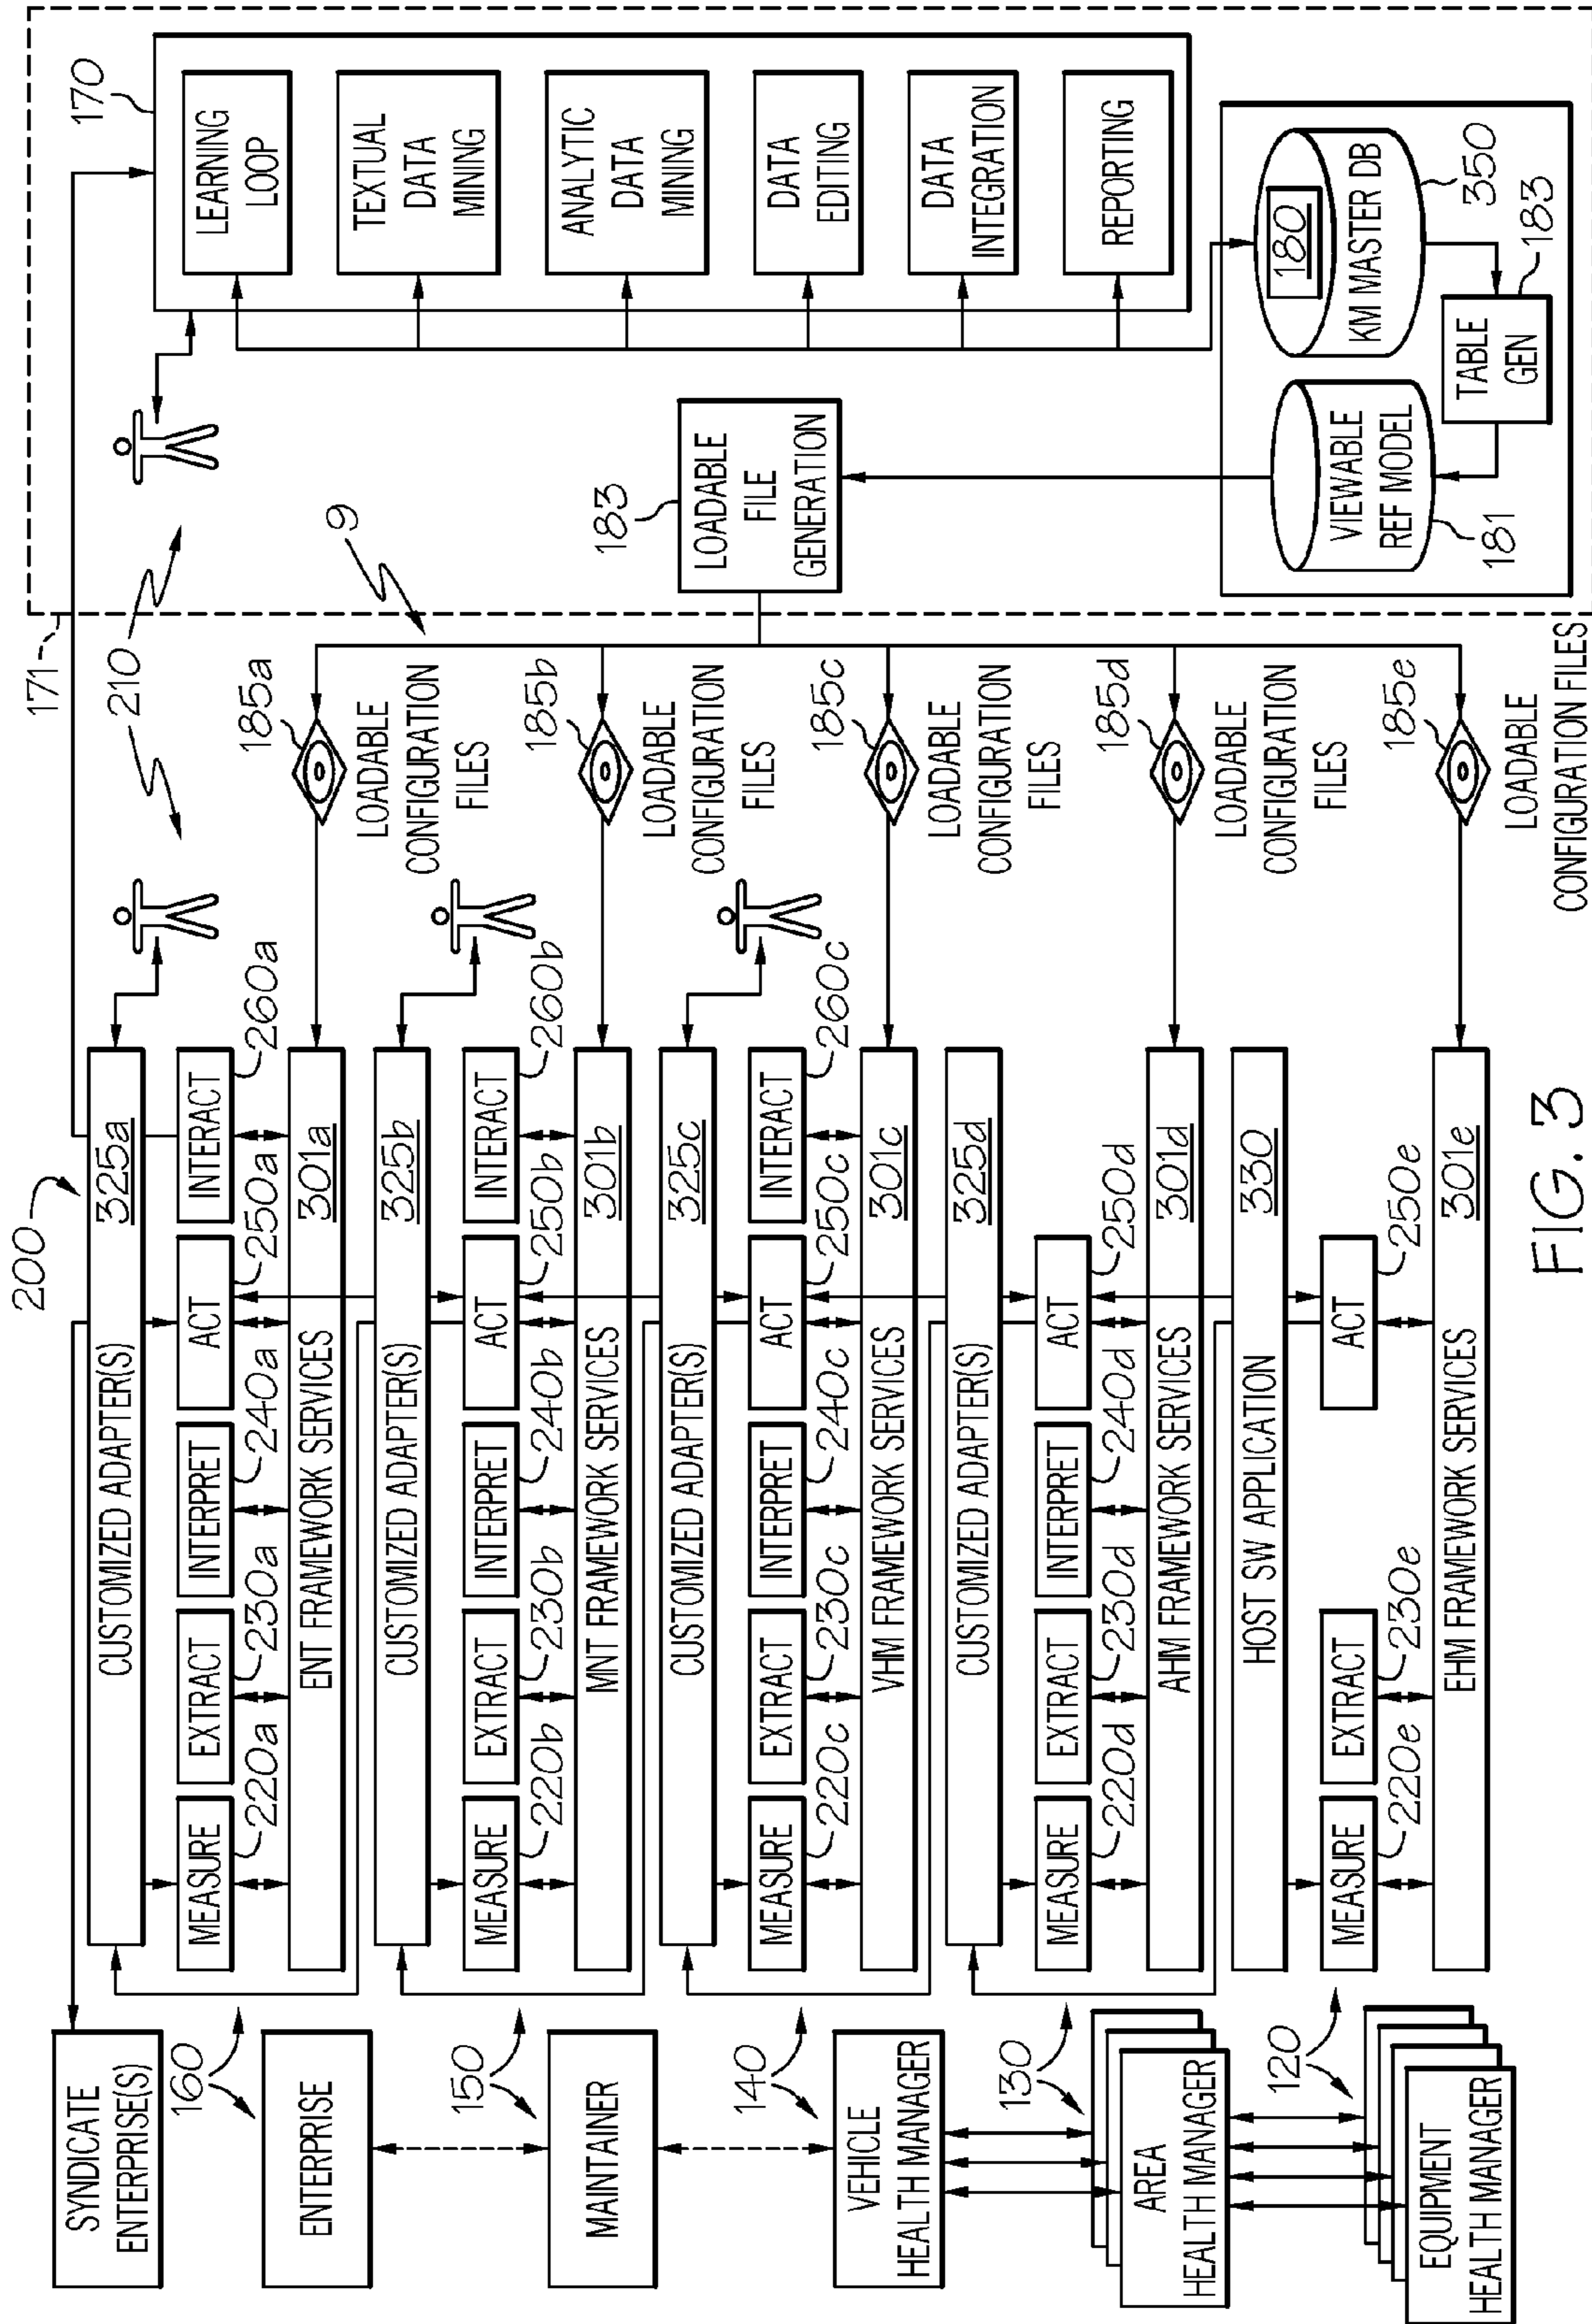 200
171
170
210
SYNDICATE
ENTERPRISE(S)
160
ENTERPRISE
150
MAINTAINER
140
VEHICLE
HEALTH MANAGER
130
AREA
HEALTH MANAGER
120
EQUIPMENT
HEALTH MANAGER
CUSTOMIZED ADAPTER(S)
325a
MEASURE
220a
EXTRACT
230a
INTERPRET
240a
ACT
250a
INTERACT
260a
ENT FRAMEWORK SERVICES
301a
CUSTOMIZED ADAPTER(S)
325b
MEASURE
220b
EXTRACT
230b
INTERPRET
240b
ACT
250b
INTERACT
260b
MNT FRAMEWORK SERVICES
301b
CUSTOMIZED ADAPTER(S)
325c
MEASURE
220c
EXTRACT
230c
INTERPRET
240c
ACT
250c
INTERACT
260c
VHM FRAMEWORK SERVICES
301c
CUSTOMIZED ADAPTER(S)
325d
MEASURE
220d
EXTRACT
230d
INTERPRET
240d
ACT
250d
AHM FRAMEWORK SERVICES
301d
HOST SW APPLICATION
330
MEASURE
220e
EXTRACT
230e
ACT
250e
EHM FRAMEWORK SERVICES
301e
185a
LOADABLE
CONFIGURATION
FILES
185b
LOADABLE
CONFIGURATION
FILES
185c
LOADABLE
CONFIGURATION
FILES
185d
LOADABLE
CONFIGURATION
FILES
185e
LOADABLE
CONFIGURATION FILES
9
183
LOADABLE
FILE
GENERATION
LEARNING
LOOP
TEXTUAL
DATA
MINING
ANALYTIC
DATA
MINING
DATA
EDITING
DATA
INTEGRATION
REPORTING
VIEWABLE
REF MODEL
181
180
KM MASTER DB
350
TABLE
GEN
183
FIG. 3